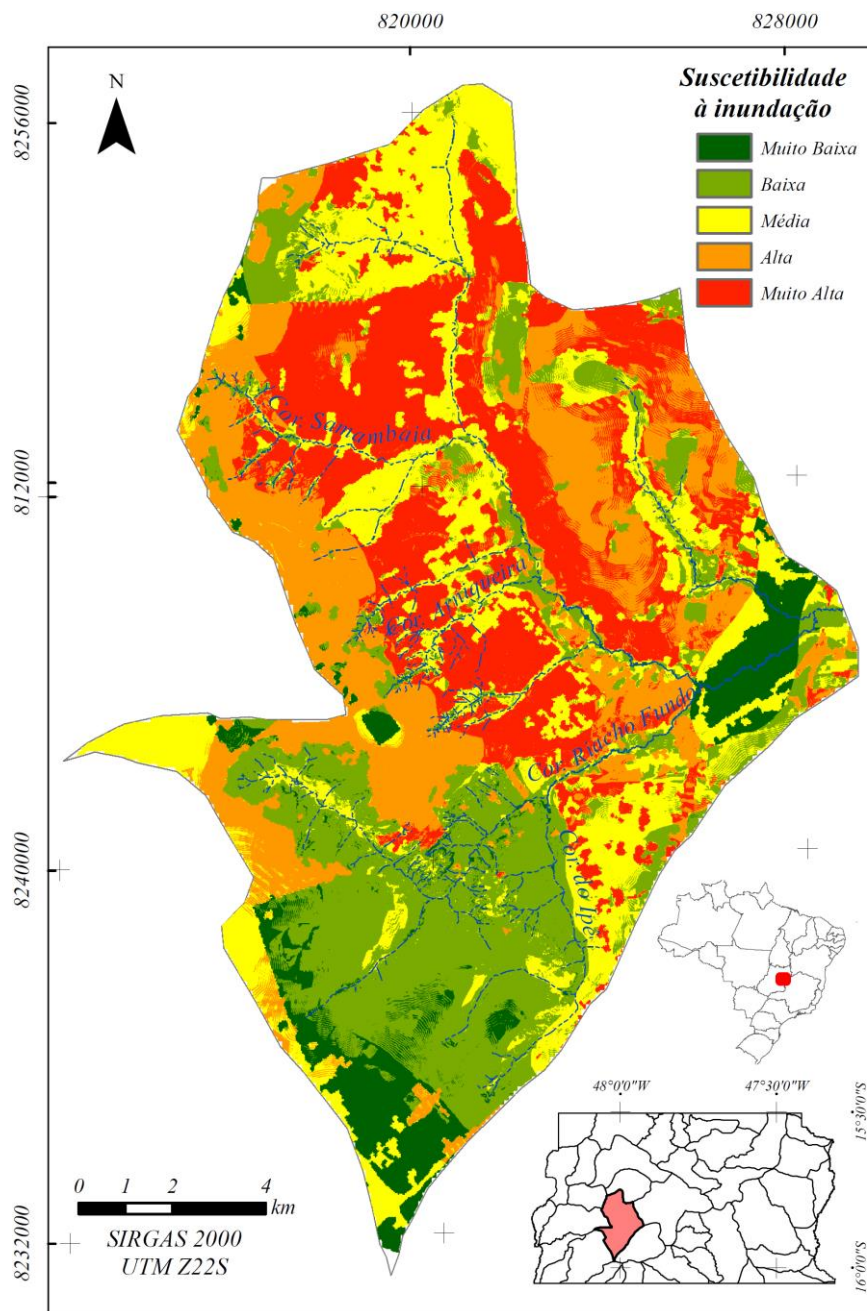 820000
828000
N
Suscetibilidade
à inundação
Muito Baixa
Baixa
Média
Alta
Muito Alta
8256000
812000
8240000
8232000
Cor. Samambaia
Cor. Arniqueira
Cor. Riacho Fundo
Cor. do Ipê
48°0'0"W
47°30'0"W
15°30'0"S
16°0'0"S
0
1
2
4
km
SIRGAS 2000
UTM Z22S